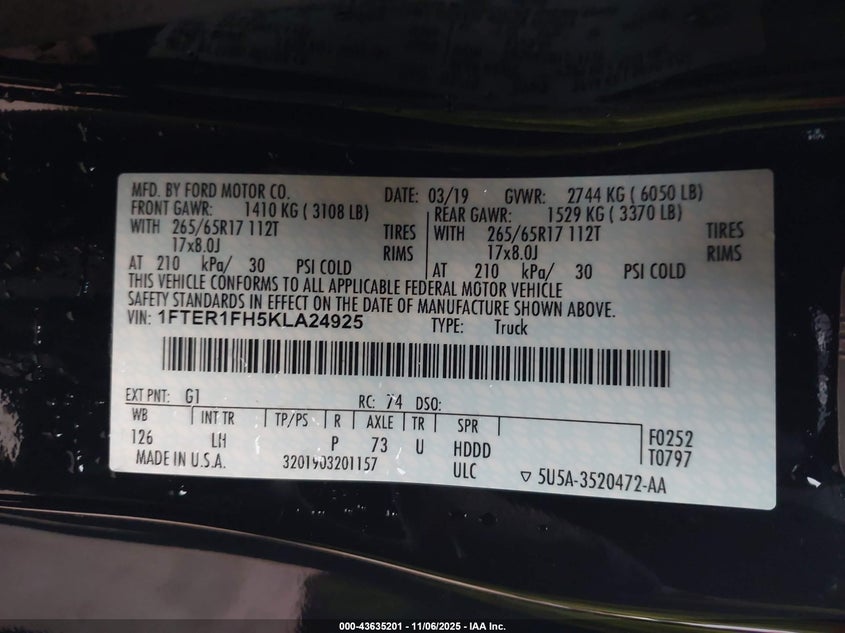 MFD. BY FORD MOTOR CO. DATE: 03/19 GVWR: 2744 KG ( 6050 LB)
FRONT GAWR: 1410 KG ( 3108 LB) REAR GAWR: 1529 KG ( 3370 LB)
WITH 265/65R17 112T TIRES WITH 265/65R17 112T TIRES
17x8.0J RIMS 17x8.0J RIMS
AT 210 kPa/ 30 PSI COLD AT 210 kPa/ 30 PSI COLD
THIS VEHICLE CONFORMS TO ALL APPLICABLE FEDERAL MOTOR VEHICLE
SAFETY STANDARDS IN EFFECT ON THE DATE OF MANUFACTURE SHOWN ABOVE.
VIN: 1FTER1FH5KLA24925 TYPE: Truck
EXT PNT: G1 RC: 74 DSO:
WB INT TR TP/PS R AXLE TR SPR
126 LH P 73 U HDDD F0252
T0797
MADE IN U.S.A. 3201903201157 ULC ▽ 5U5A-3520472-AA
000-43635201 - 11/06/2025 - IAA Inc.